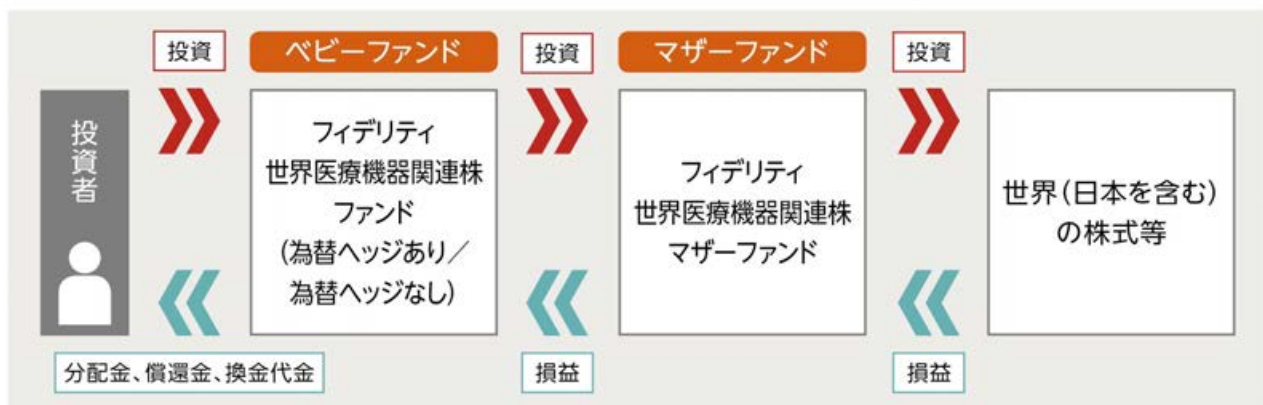 投資
ベビーファンド
投資
マザーファンド
投資
投資者
フィデリティ
世界医療機器関連株
ファンド
(為替ヘッジあり／
為替ヘッジなし)
フィデリティ
世界医療機器関連株
マザーファンド
世界(日本を含む)
の株式等
分配金、償還金、換金代金
損益
損益